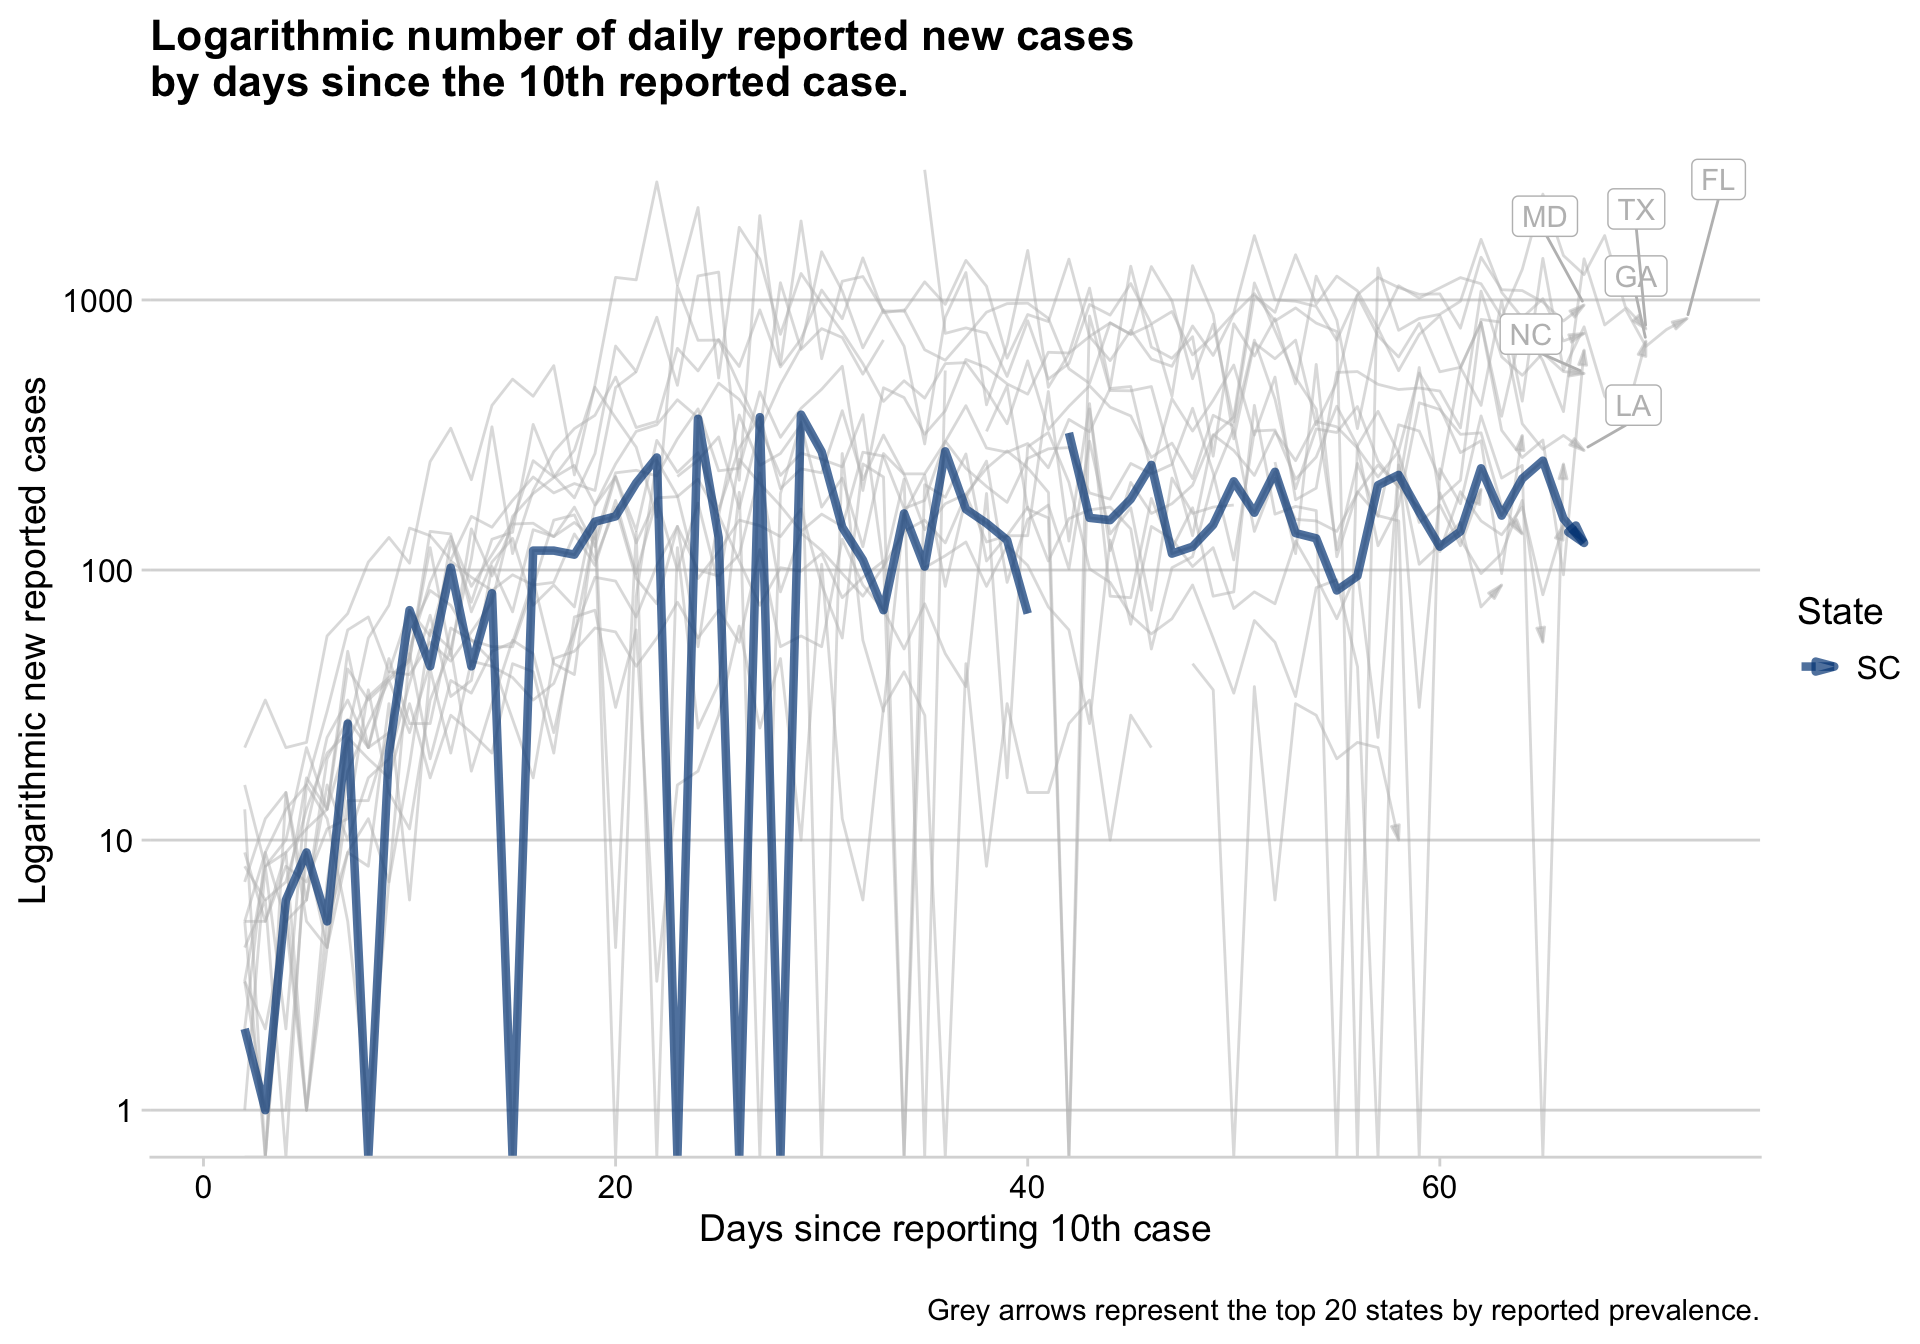 Logarithmic number of daily reported new cases
by days since the 10th reported case.
FL
TX
MD
GA
NC
LA
1000
100
10
1
Logarithmic new reported cases
0
20
40
60
Days since reporting 10th case
State
SC
Grey arrows represent the top 20 states by reported prevalence.